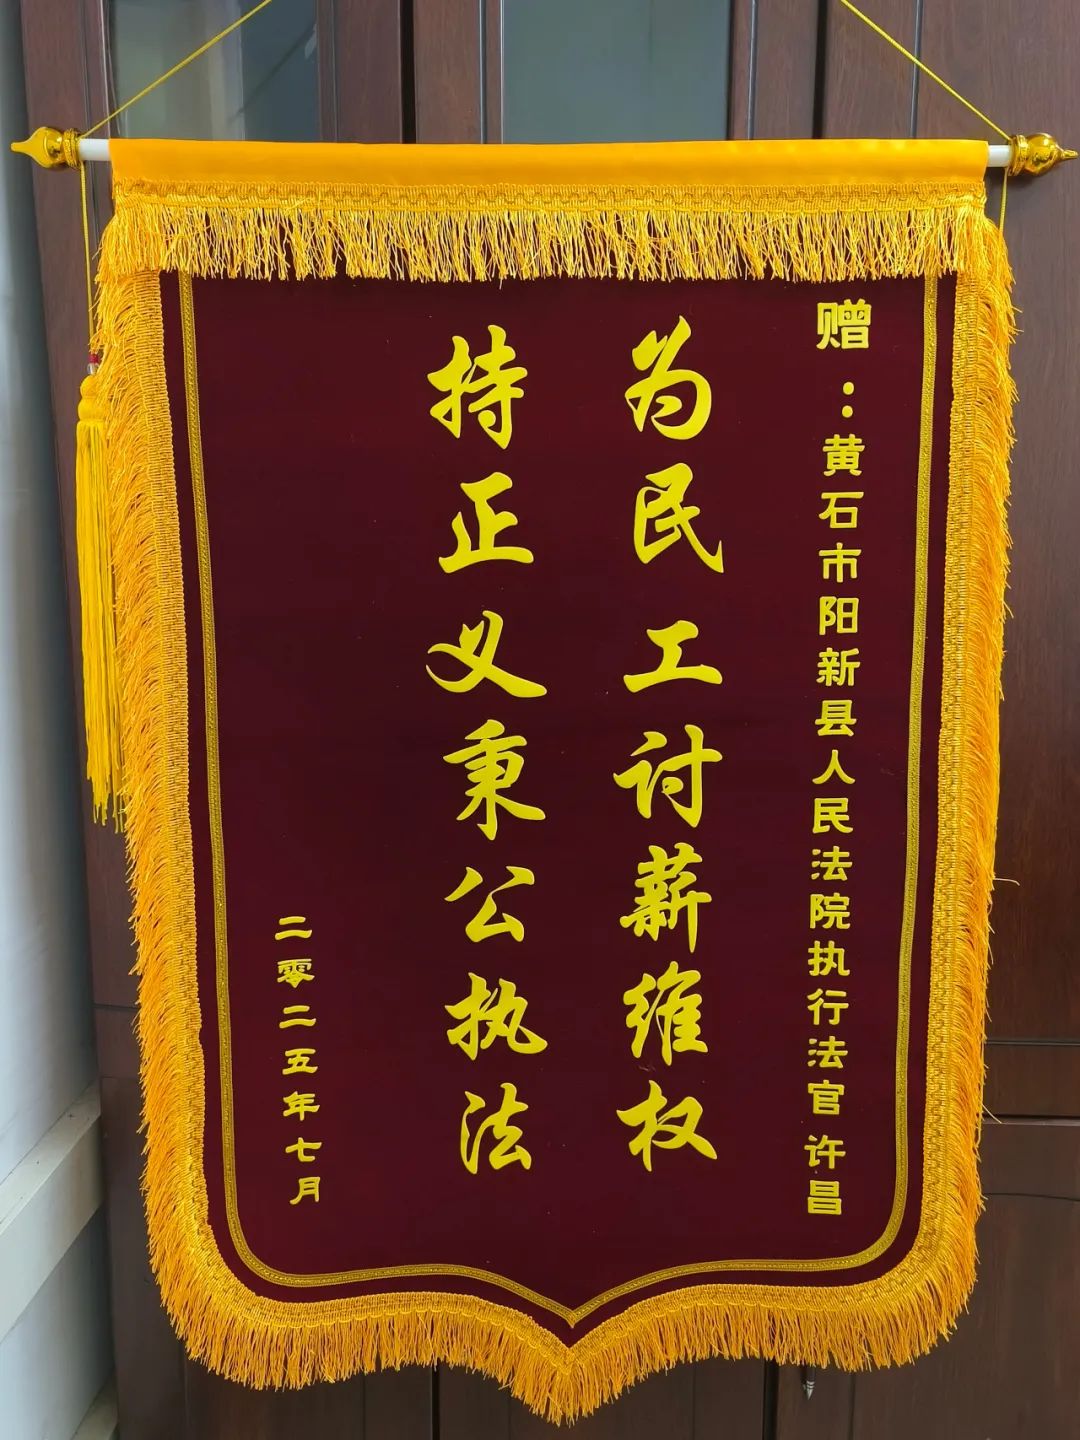 赠：黄石市阳新县人民法院执行法官 许昌
为民工讨薪维权
持正义秉公执法
二零二五年七月